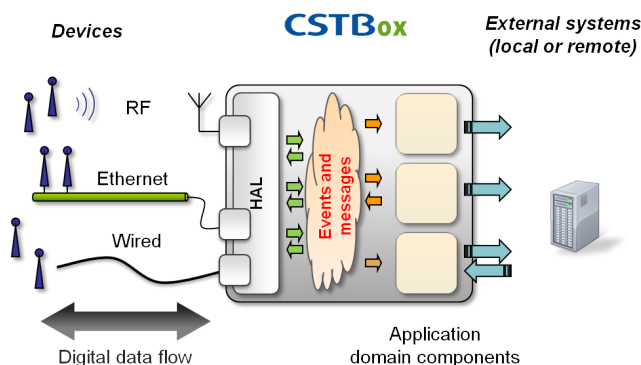 Devices
CSTBox
External systems
(local or remote)
RF
Ethernet
Wired
HAL
Events and
messages
Digital data flow
Application
domain components